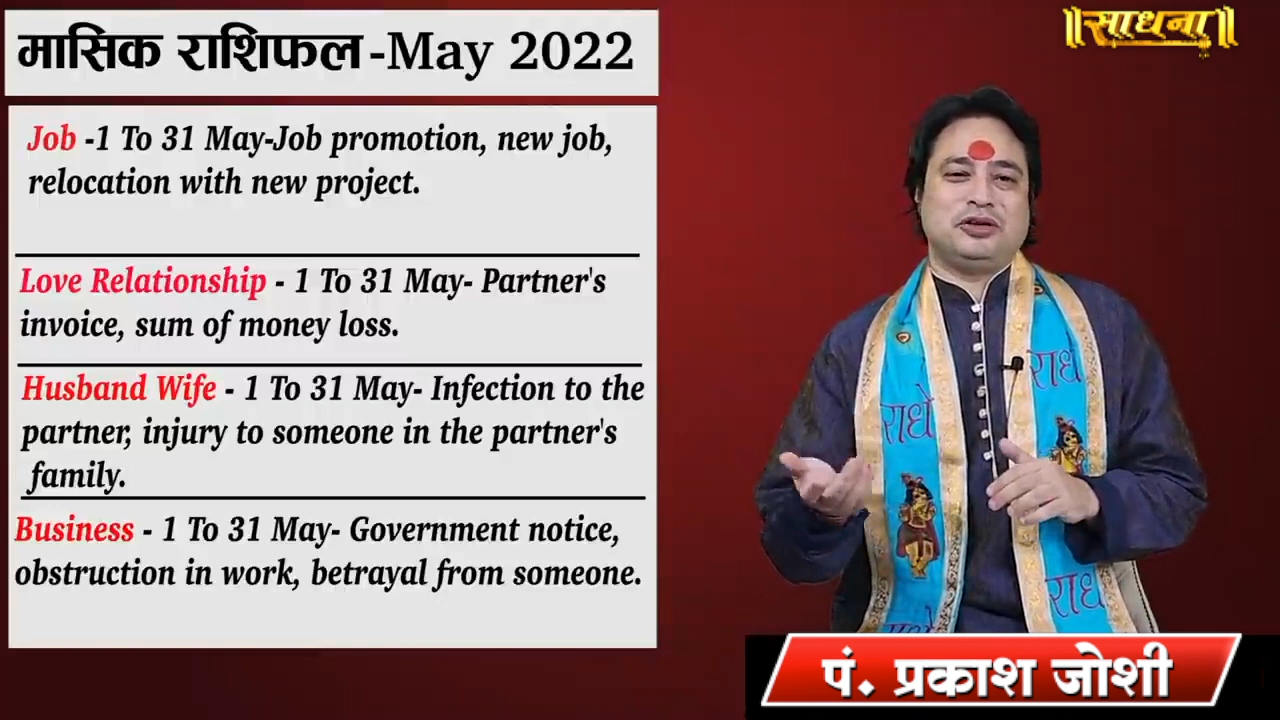 मासिक राशिफल-May 2022
Job -1 To 31 May-Job promotion, new job,
relocation with new project.
Love Relationship - 1 To 31 May- Partner's
invoice, sum of money loss.
Husband Wife - 1 To 31 May- Infection to the
partner, injury to someone in the partner's
family.
Business - 1 To 31 May- Government notice,
obstruction in work, betrayal from someone.
॥साधना॥
राधे
राधे
राधे
पं. प्रकाश जोशी